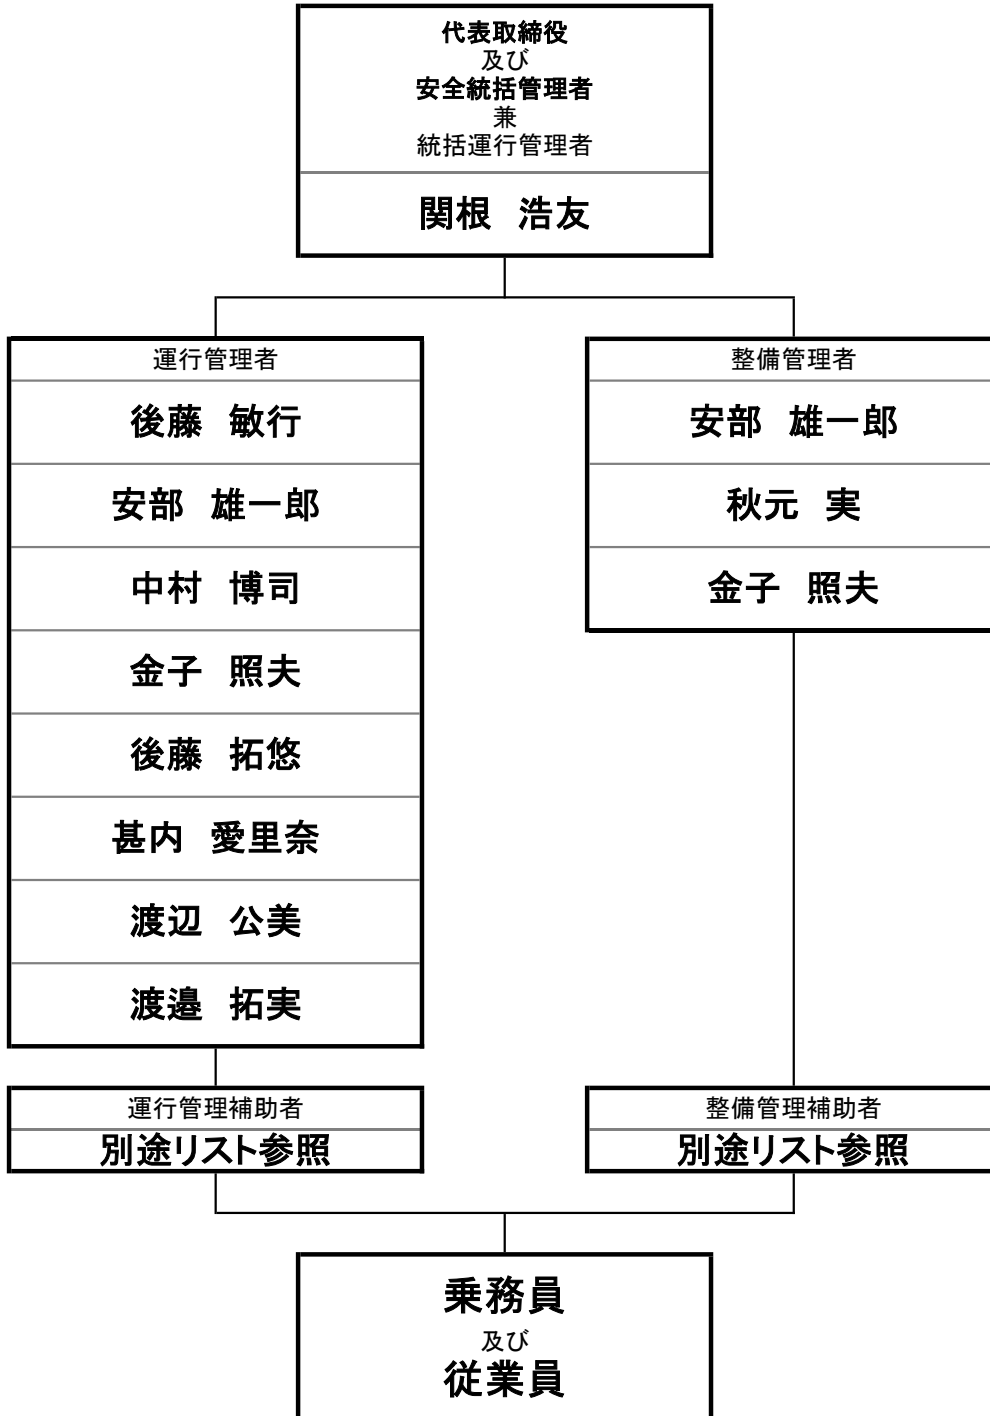 代表取締役
及び
安全統括管理者
兼
統括運行管理者
関根　浩友
運行管理者
後藤　敏行
安部　雄一郎
中村　博司
金子　照夫
後藤　拓悠
甚内　愛里奈
渡辺　公美
渡邉　拓実
整備管理者
安部　雄一郎
秋元　実
金子　照夫
運行管理補助者
別途リスト参照
整備管理補助者
別途リスト参照
乗務員
及び
従業員